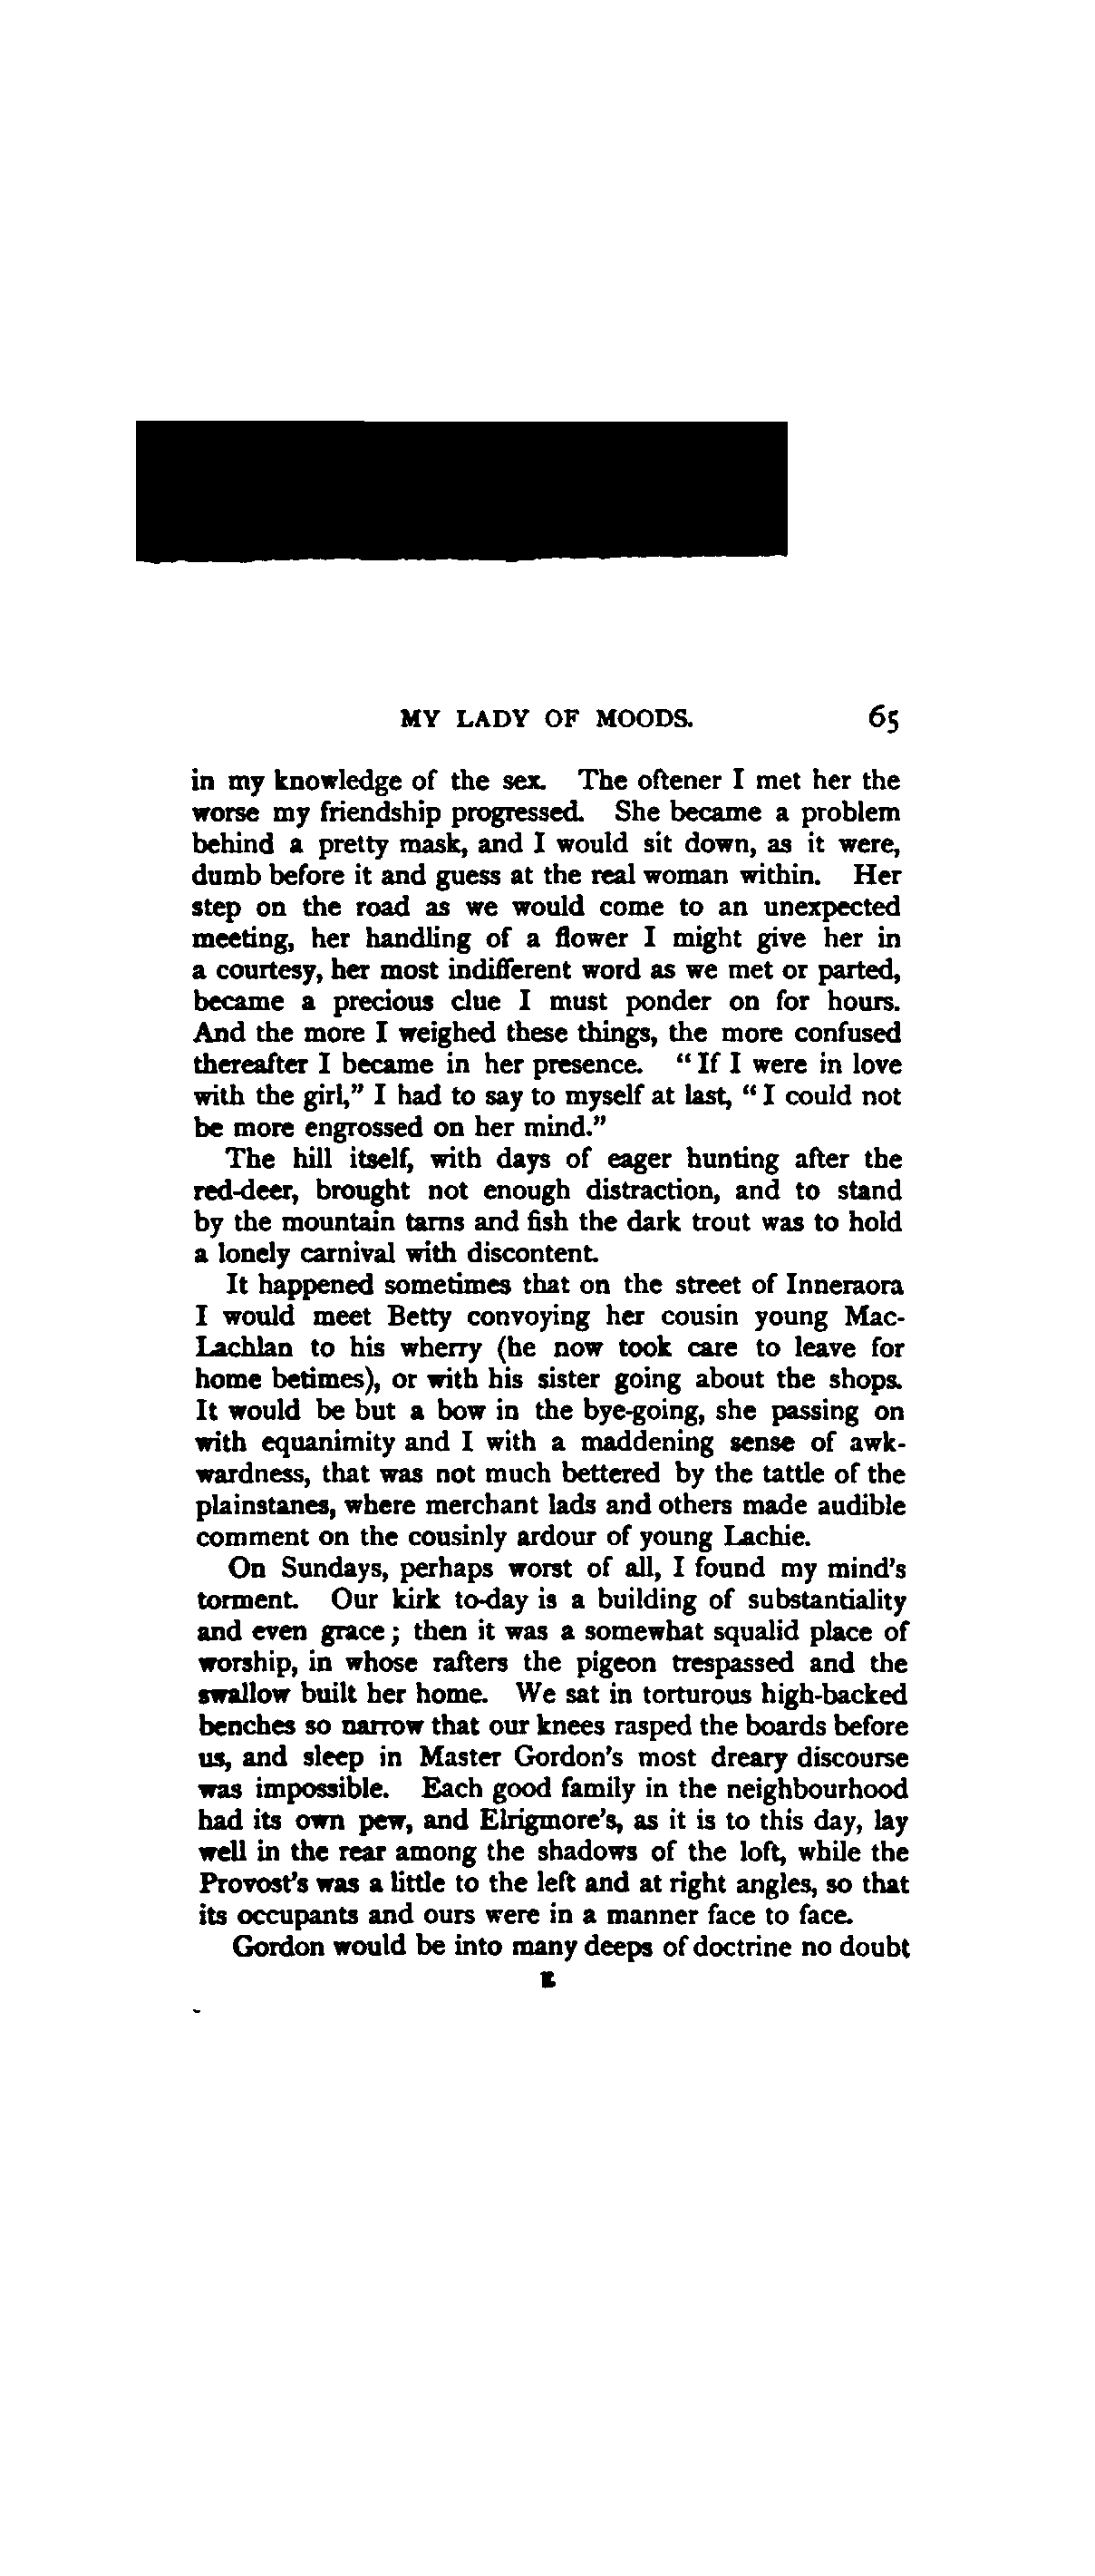 MY LADY OF MOODS. 65
in my knowledge of the sex. The oftener I met her the
worse my friendship progressed. She became a problem
behind a pretty mask, and I would sit down, as it were,
dumb before it and guess at the real woman within. Her
step on the road as we would come to an unexpected
meeting, her handling of a flower I might give her in
a courtesy, her most indifferent word as we met or parted,
became a precious clue I must ponder on for hours.
And the more I weighed these things, the more confused
thereafter I became in her presence. “If I were in love
with the girl,” I had to say to myself at last, “I could not
be more engrossed on her mind.”
The hill itself, with days of eager hunting after the
red-deer, brought not enough distraction, and to stand
by the mountain tarns and fish the dark trout was to hold
a lonely carnival with discontent.
It happened sometimes that on the street of Inneraora
I would meet Betty convoying her cousin young Mac-
Lachlan to his wherry (he now took care to leave for
home betimes), or with his sister going about the shops.
It would be but a bow in the bye-going, she passing on
with equanimity and I with a maddening sense of awk-
wardness, that was not much bettered by the tattle of the
plainstanes, where merchant lads and others made audible
comment on the cousinly ardour of young Lachie.
On Sundays, perhaps worst of all, I found my mind's
torment. Our kirk to-day is a building of substantiality
and even grace; then it was a somewhat squalid place of
worship, in whose rafters the pigeon trespassed and the
swallow built her home. We sat in torturous high-backed
benches so narrow that our knees rasped the boards before
us, and sleep in Master Gordon's most dreary discourse
was impossible. Each good family in the neighbourhood
had its own pew, and Elrigmore's, as it is to this day, lay
well in the rear among the shadows of the loft, while the
Provost's was a little to the left and at right angles, so that
its occupants and ours were in a manner face to face.
Gordon would be into many deeps of doctrine no doubt
E